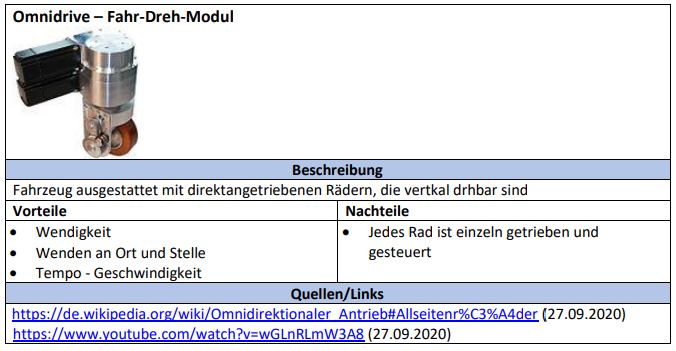 Omnidrive – Fahr-Dreh-Modul
Beschreibung
Fahrzeug ausgestattet mit direktangetriebenen Rädern, die vertkal drhbar sind
Vorteile
• Wendigkeit
• Wenden an Ort und Stelle
• Tempo - Geschwindigkeit
Nachteile
• Jedes Rad ist einzeln getrieben und
gesteuert
Quellen/Links
https://de.wikipedia.org/wiki/Omnidirektionaler_Antrieb#Allseitenr%C3%A4der (27.09.2020)
https://www.youtube.com/watch?v=wGLnRLmW3A8 (27.09.2020)